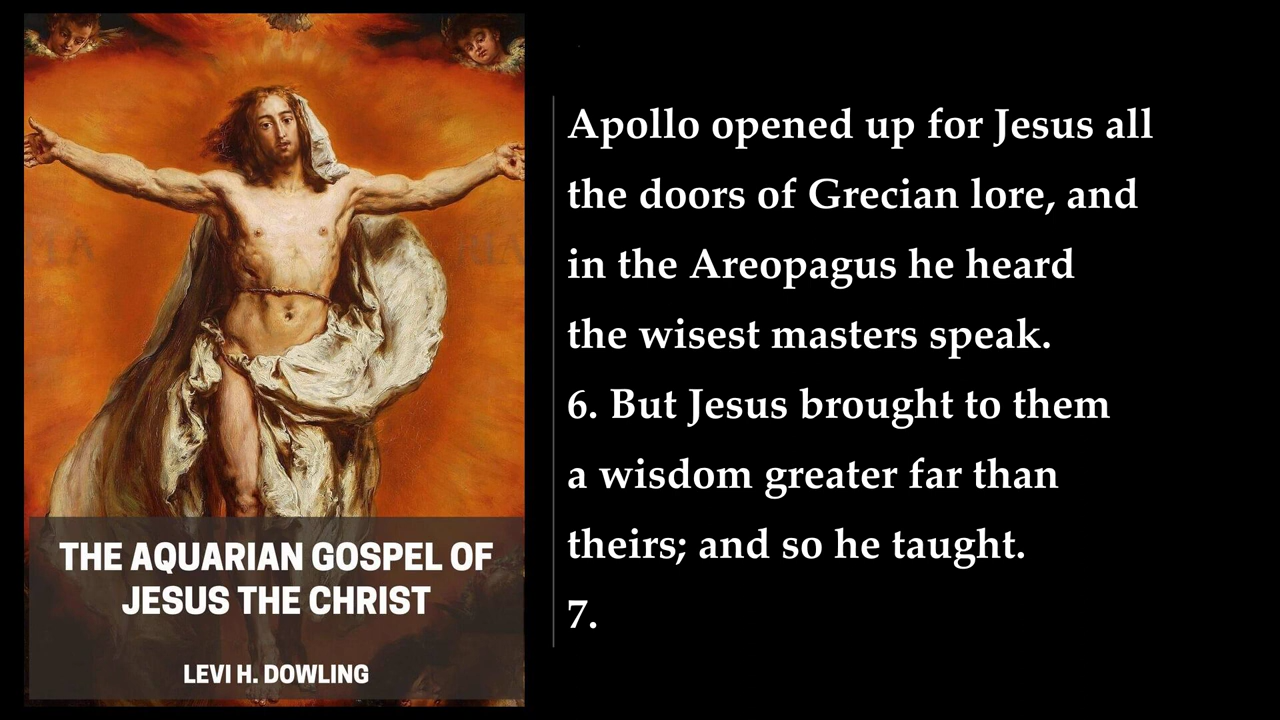 THE AQUARIAN GOSPEL OF
JESUS THE CHRIST
LEVI H. DOWLING
Apollo opened up for Jesus all
the doors of Grecian lore, and
in the Areopagus he heard
the wisest masters speak.
6. But Jesus brought to them
a wisdom greater far than
theirs; and so he taught.
7.